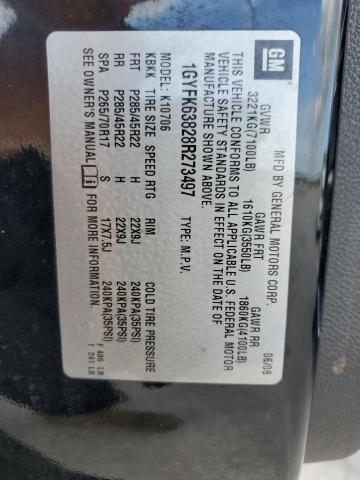 GM
MFD BY GENERAL MOTORS CORP. 06/08
GVWR GAWR FRT GAWR RR
3221KG(7100LB) 1610KG(3550LB) 1860KG(4100LB)
THIS VEHICLE CONFORMS TO ALL APPLICABLE U.S. FEDERAL MOTOR
VEHICLE SAFETY STANDARDS IN EFFECT ON THE DATE OF
MANUFACTURE SHOWN ABOVE.
1GYFK63828R273497 TYPE: M.P.V.
MODEL: K10706
KBKK TIRE SIZE SPEED RTG RIM COLD TIRE PRESSURE
FRT P285/45R22 H 22X9J 240KPA(35PSI)
RR P285/45R22 H 22X9J 240KPA(35PSI)
SPA P265/70R17 S 17X7.5J 240KPA(35PSI)
SEE OWNER'S MANUAL FOR MORE INFORMATION. F 486 LB
T 241 LB